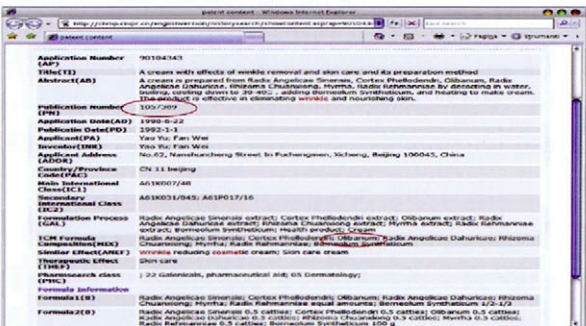 patent content - Windows Internet Explorer
patent content
Application Number (AP) 90104343
Title(TI) A cream with effects of wrinkle removal and skin care and its preparation method
Abstract(AB) A cream is prepared from Radix Angelicae Sinensis, Cortex Phellodendri, Olibanum, Radix
Angelicae Dahuricae, Rhizoma Chuanxiong, Myrrha, Radix Rehmanniae by decocting in water,
boiling, cooling down to 30-40, adding Borneolum Syntheticum, and heating to make cream.
The product is effective in eliminating wrinkle and nourishing skin.
Publication Number (PN) 1057389
Application Date(AD) 1990-6-22
Publicatin Date(PD) 1992-1-1
Applicant(PA) Yao Yu; Fan Wei
Inventor(INR) Yao Yu; Fan Wei
Applicant Address (ADDR) No.62, Nanshuncheng Street In Fuchengmen, Xicheng, Beijing 100045, China
Country/Province Code(PAC) CN 11 beijing
Main International Class(IC1) A61K007/48
Secondary International Class (IC2) A61K031/045; A61P017/16
Formulation Process (GAL) Radix Angelicae Sinensis extract; Cortex Phellodendri extract; Olibanum extract; Radix
Angelicae Dahuricae extract; Rhizoma Chuanxiong extract; Myrrha extract; Radix Rehmanniae
extract; Borneolum Syntheticum; Health product; Cream
TCM Formula Composition(MIX) Radix Angelicae Sinensis; Cortex Phellodendri; Olibanum; Radix Angelicae Dahuricae; Rhizoma
Chuanxiong; Myrrha; Radix Rehmanniae; Borneolum Syntheticum
Similar Effect(ANEF) Wrinkle reducing cosmetic cream; Skin care cream
Therapeutic Effect (THEF) Skin care
Pharmsearch class (PHC) J 22 Galenicals, pharmaceutical aid; 05 Dermatology;
Formula Information
Formula1(B) Radix Angelicae Sinensis; Cortex Phellodendri; Olibanum; Radix Angelicae Dahuricae; Rhizoma
Chuanxiong; Myrrha; Radix Rehmanniae equal amounts; Borneolum Syntheticum 1/2-1/3
Formula2(B) Radix Angelicae Sinensis 0.5 catties; Cortex Phellodendri 0.5 catties; Olibanum 0.5 catties;
Radix Angelicae Dahuricae 0.5 catties; Rhizoma Chuanxiong 0.5 catties; Myrrha 0.5 catties;
Radix Rehmanniae 0.5 catties; Borneolum Syntheticum 100 g